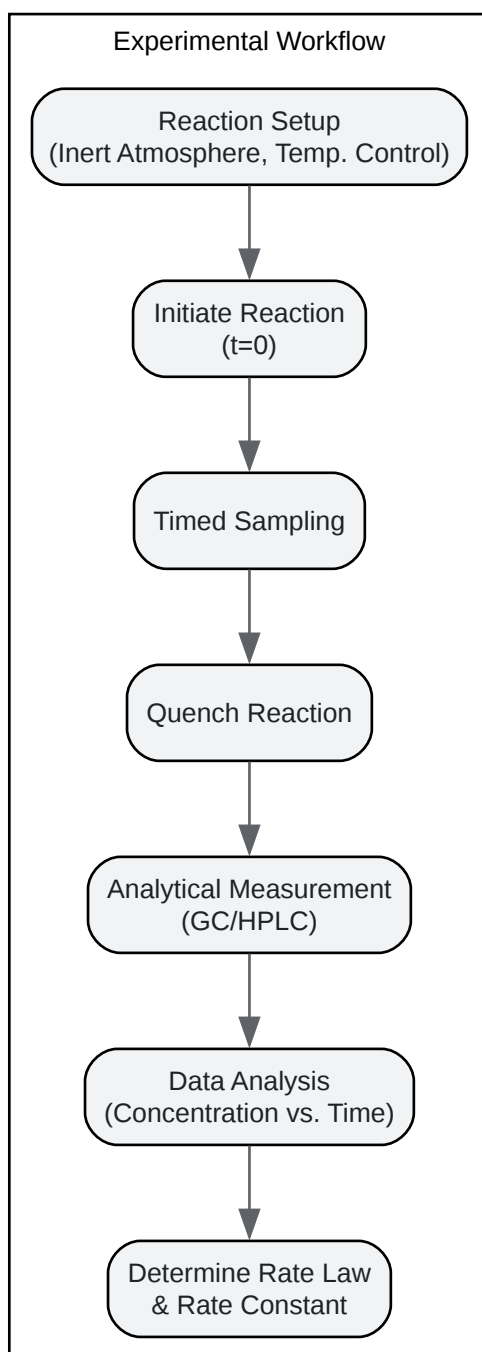 Experimental Workflow
Reaction Setup
(Inert Atmosphere, Temp. Control)
Initiate Reaction
(t=0)
Timed Sampling
Quench Reaction
Analytical Measurement
(GC/HPLC)
Data Analysis
(Concentration vs. Time)
Determine Rate Law
& Rate Constant